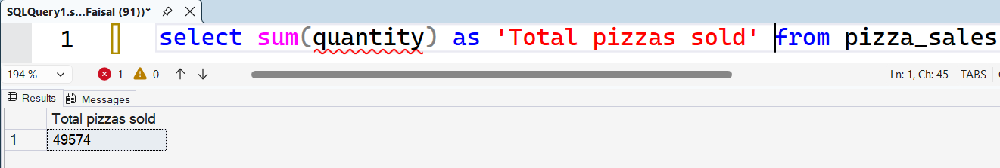 SQLQuery1.s...Faisal (91))*
1 select sum(quantity) as 'Total pizzas sold' from pizza_sales
194 % 1 0 Ln: 1, Ch: 45 TABS
Results Messages
Total pizzas sold
1 49574